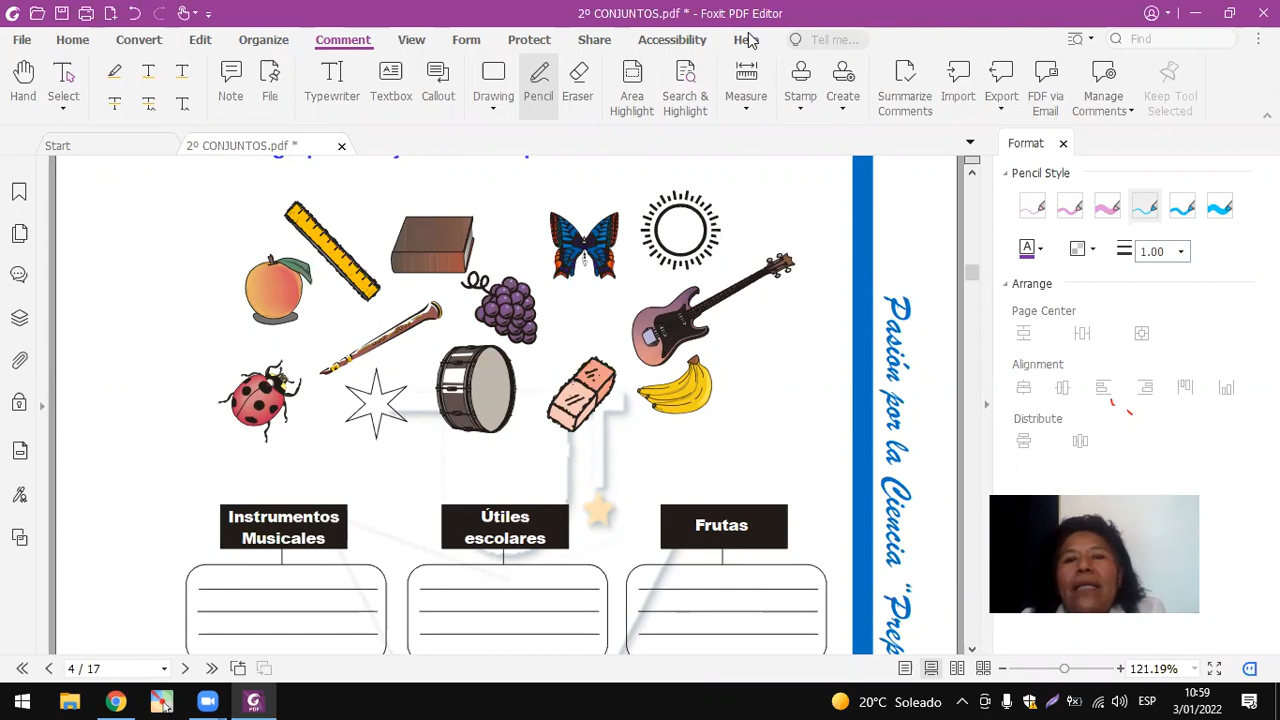 2º CONJUNTOS.pdf * - Foxit PDF Editor
File Home Convert Edit Organize Comment View Form Protect Share Accessibility Help Tell me... Find
Hand Select Note File Typewriter Textbox Callout Drawing Pencil Eraser Area Highlight Search & Highlight Measure Stamp Create Summarize Comments Import Export PDF via Email Manage Comments Keep Tool Selected
Start 2º CONJUNTOS.pdf *
Format
Pencil Style
1.00
Arrange
Page Center
Alignment
Distribute
Instrumentos
Musicales
Útiles
escolares
Frutas
Pasión por la Ciencia "Prep
4 / 17
121.19%
PDF
20°C Soleado
ESP
10:59
3/01/2022